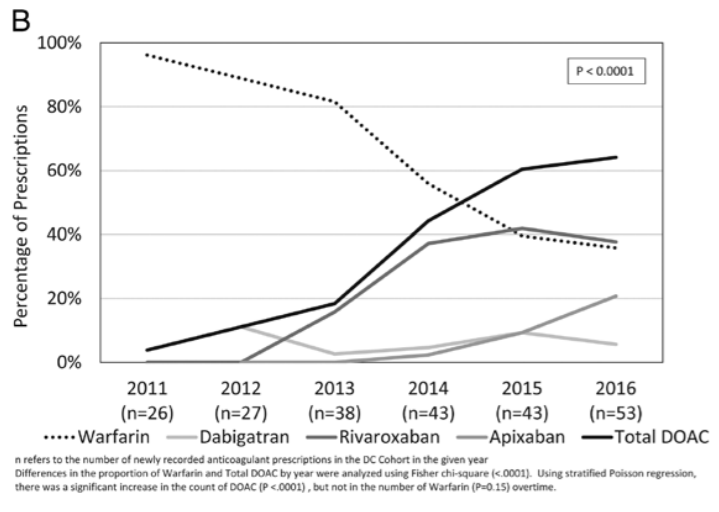 B
100%
P < 0.0001
80%
60%
40%
20%
0%
Percentage of Prescriptions
2011 2012 2013 2014 2015 2016
(n=26) (n=27) (n=38) (n=43) (n=43) (n=53)
Warfarin Dabigatran Rivaroxaban Apixaban Total DOAC
n refers to the number of newly recorded anticoagulant prescriptions in the DC Cohort in the given year
Differences in the proportion of Warfarin and Total DOAC by year were analyzed using Fisher chi-square (<.0001). Using stratified Poisson regression,
there was a significant increase in the count of DOAC (P <.0001) , but not in the number of Warfarin (P=0.15) overtime.